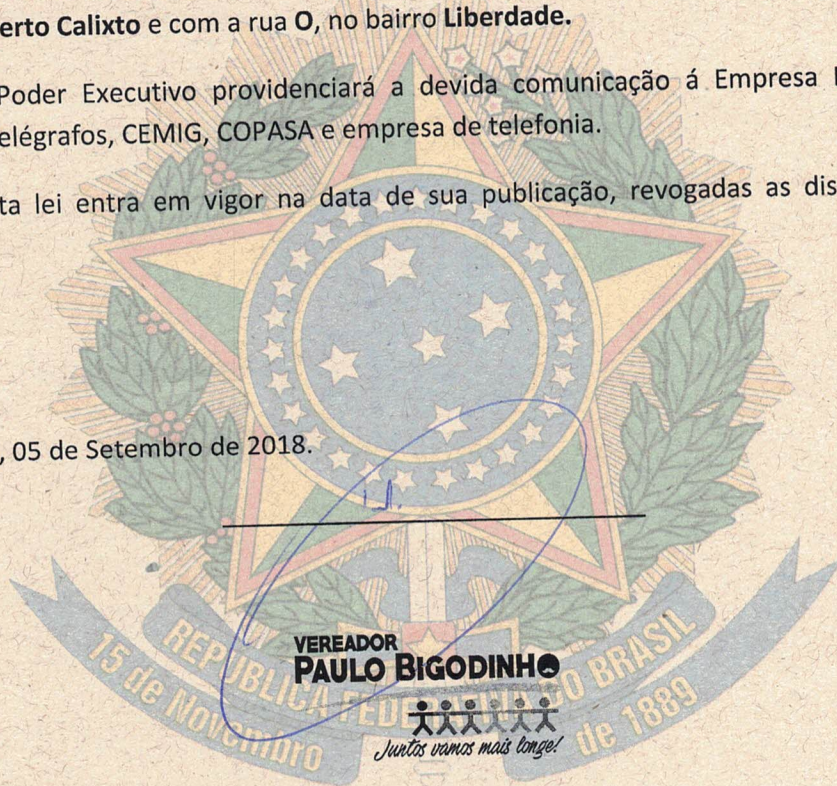 erto Calixto e com a rua O, no bairro Liberdade.
Poder Executivo providenciará a devida comunicação á Empresa
elégrafos, CEMIG, COPASA e empresa de telefonia.
ta lei entra em vigor na data de sua publicação, revogadas as dis
, 05 de Setembro de 2018.
VEREADOR
PAULO BIGODINHO
REPUBLICA FEDE DO BRASIL
15 de Novembro de 1889
Juntos vamos mais longe!